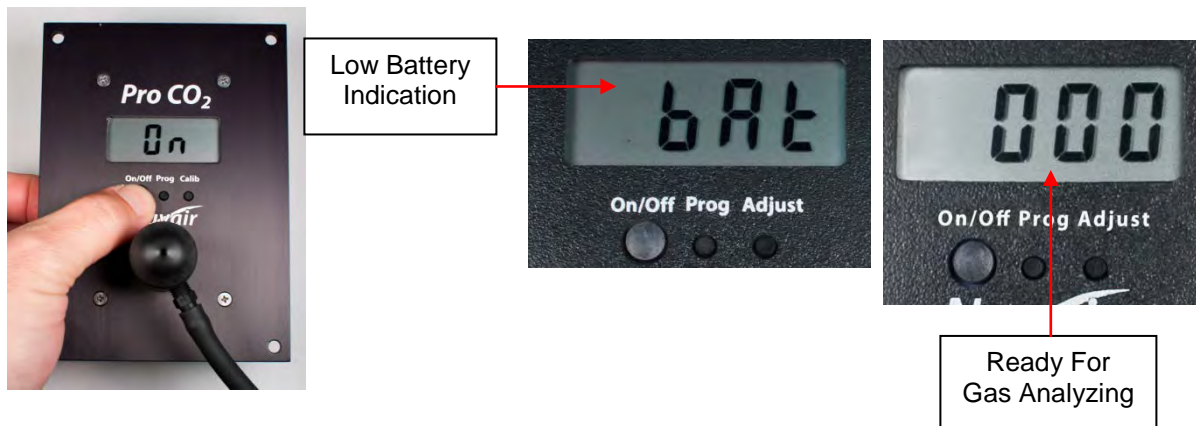 Pro CO2
On
On/Off Prog Calib
Low Battery
Indication
bAt
On/Off Prog Adjust
000
On/Off Prog Adjust
Ready For
Gas Analyzing